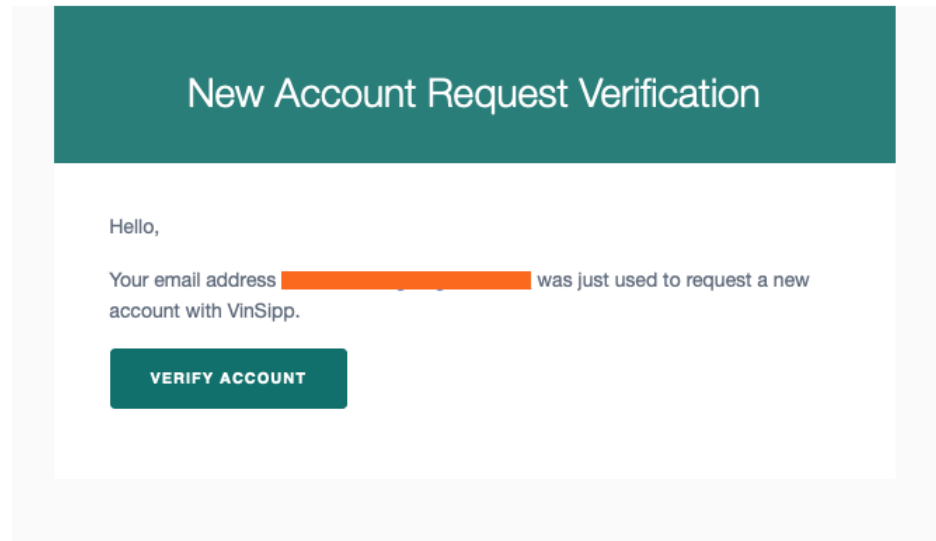 New Account Request Verification
Hello,
Your email address was just used to request a new
account with VinSipp.
VERIFY ACCOUNT